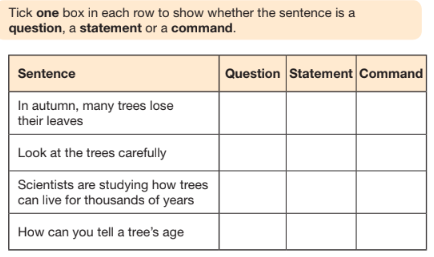 Tick one box in each row to show whether the sentence is a
question, a statement or a command.
Sentence Question Statement Command
In autumn, many trees lose
their leaves
Look at the trees carefully
Scientists are studying how trees
can live for thousands of years
How can you tell a tree's age